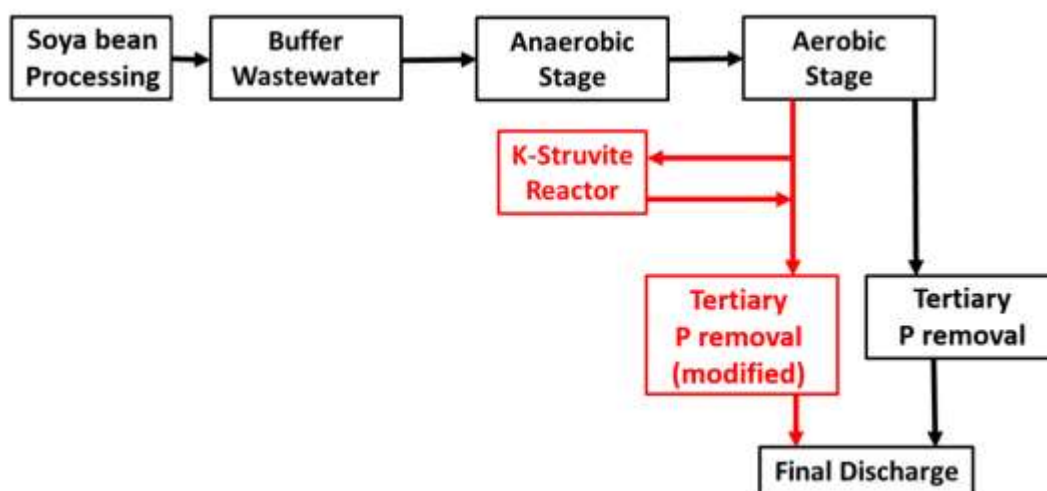 Soya bean
Processing
Buffer
Wastewater
Anaerobic
Stage
Aerobic
Stage
K-Struvite
Reactor
Tertiary
P removal
(modified)
Tertiary
P removal
Final Discharge